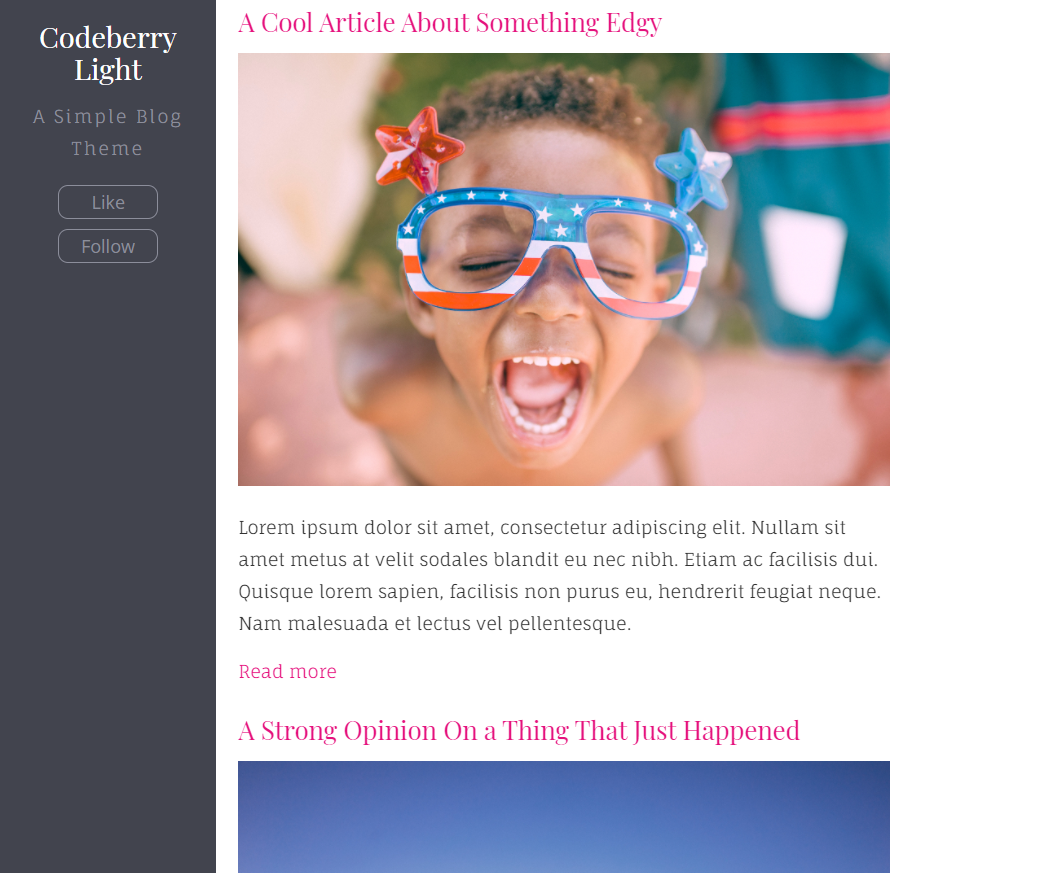 Codeberry
Light
A Simple Blog
Theme
Like
Follow
A Cool Article About Something Edgy
Lorem ipsum dolor sit amet, consectetur adipiscing elit. Nullam sit
amet metus at velit sodales blandit eu nec nibh. Etiam ac facilisis dui.
Quisque lorem sapien, facilisis non purus eu, hendrerit feugiat neque.
Nam malesuada et lectus vel pellentesque.
Read more
A Strong Opinion On a Thing That Just Happened